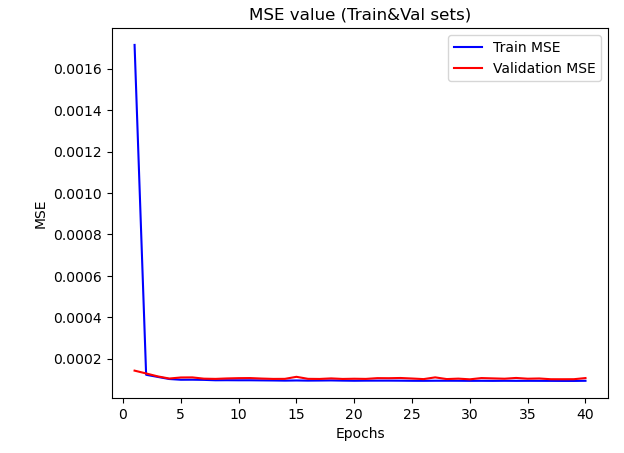 MSE value (Train&Val sets)
Train MSE
Validation MSE
0.0016
0.0014
0.0012
0.0010
0.0008
0.0006
0.0004
0.0002
MSE
0 5 10 15 20 25 30 35 40
Epochs